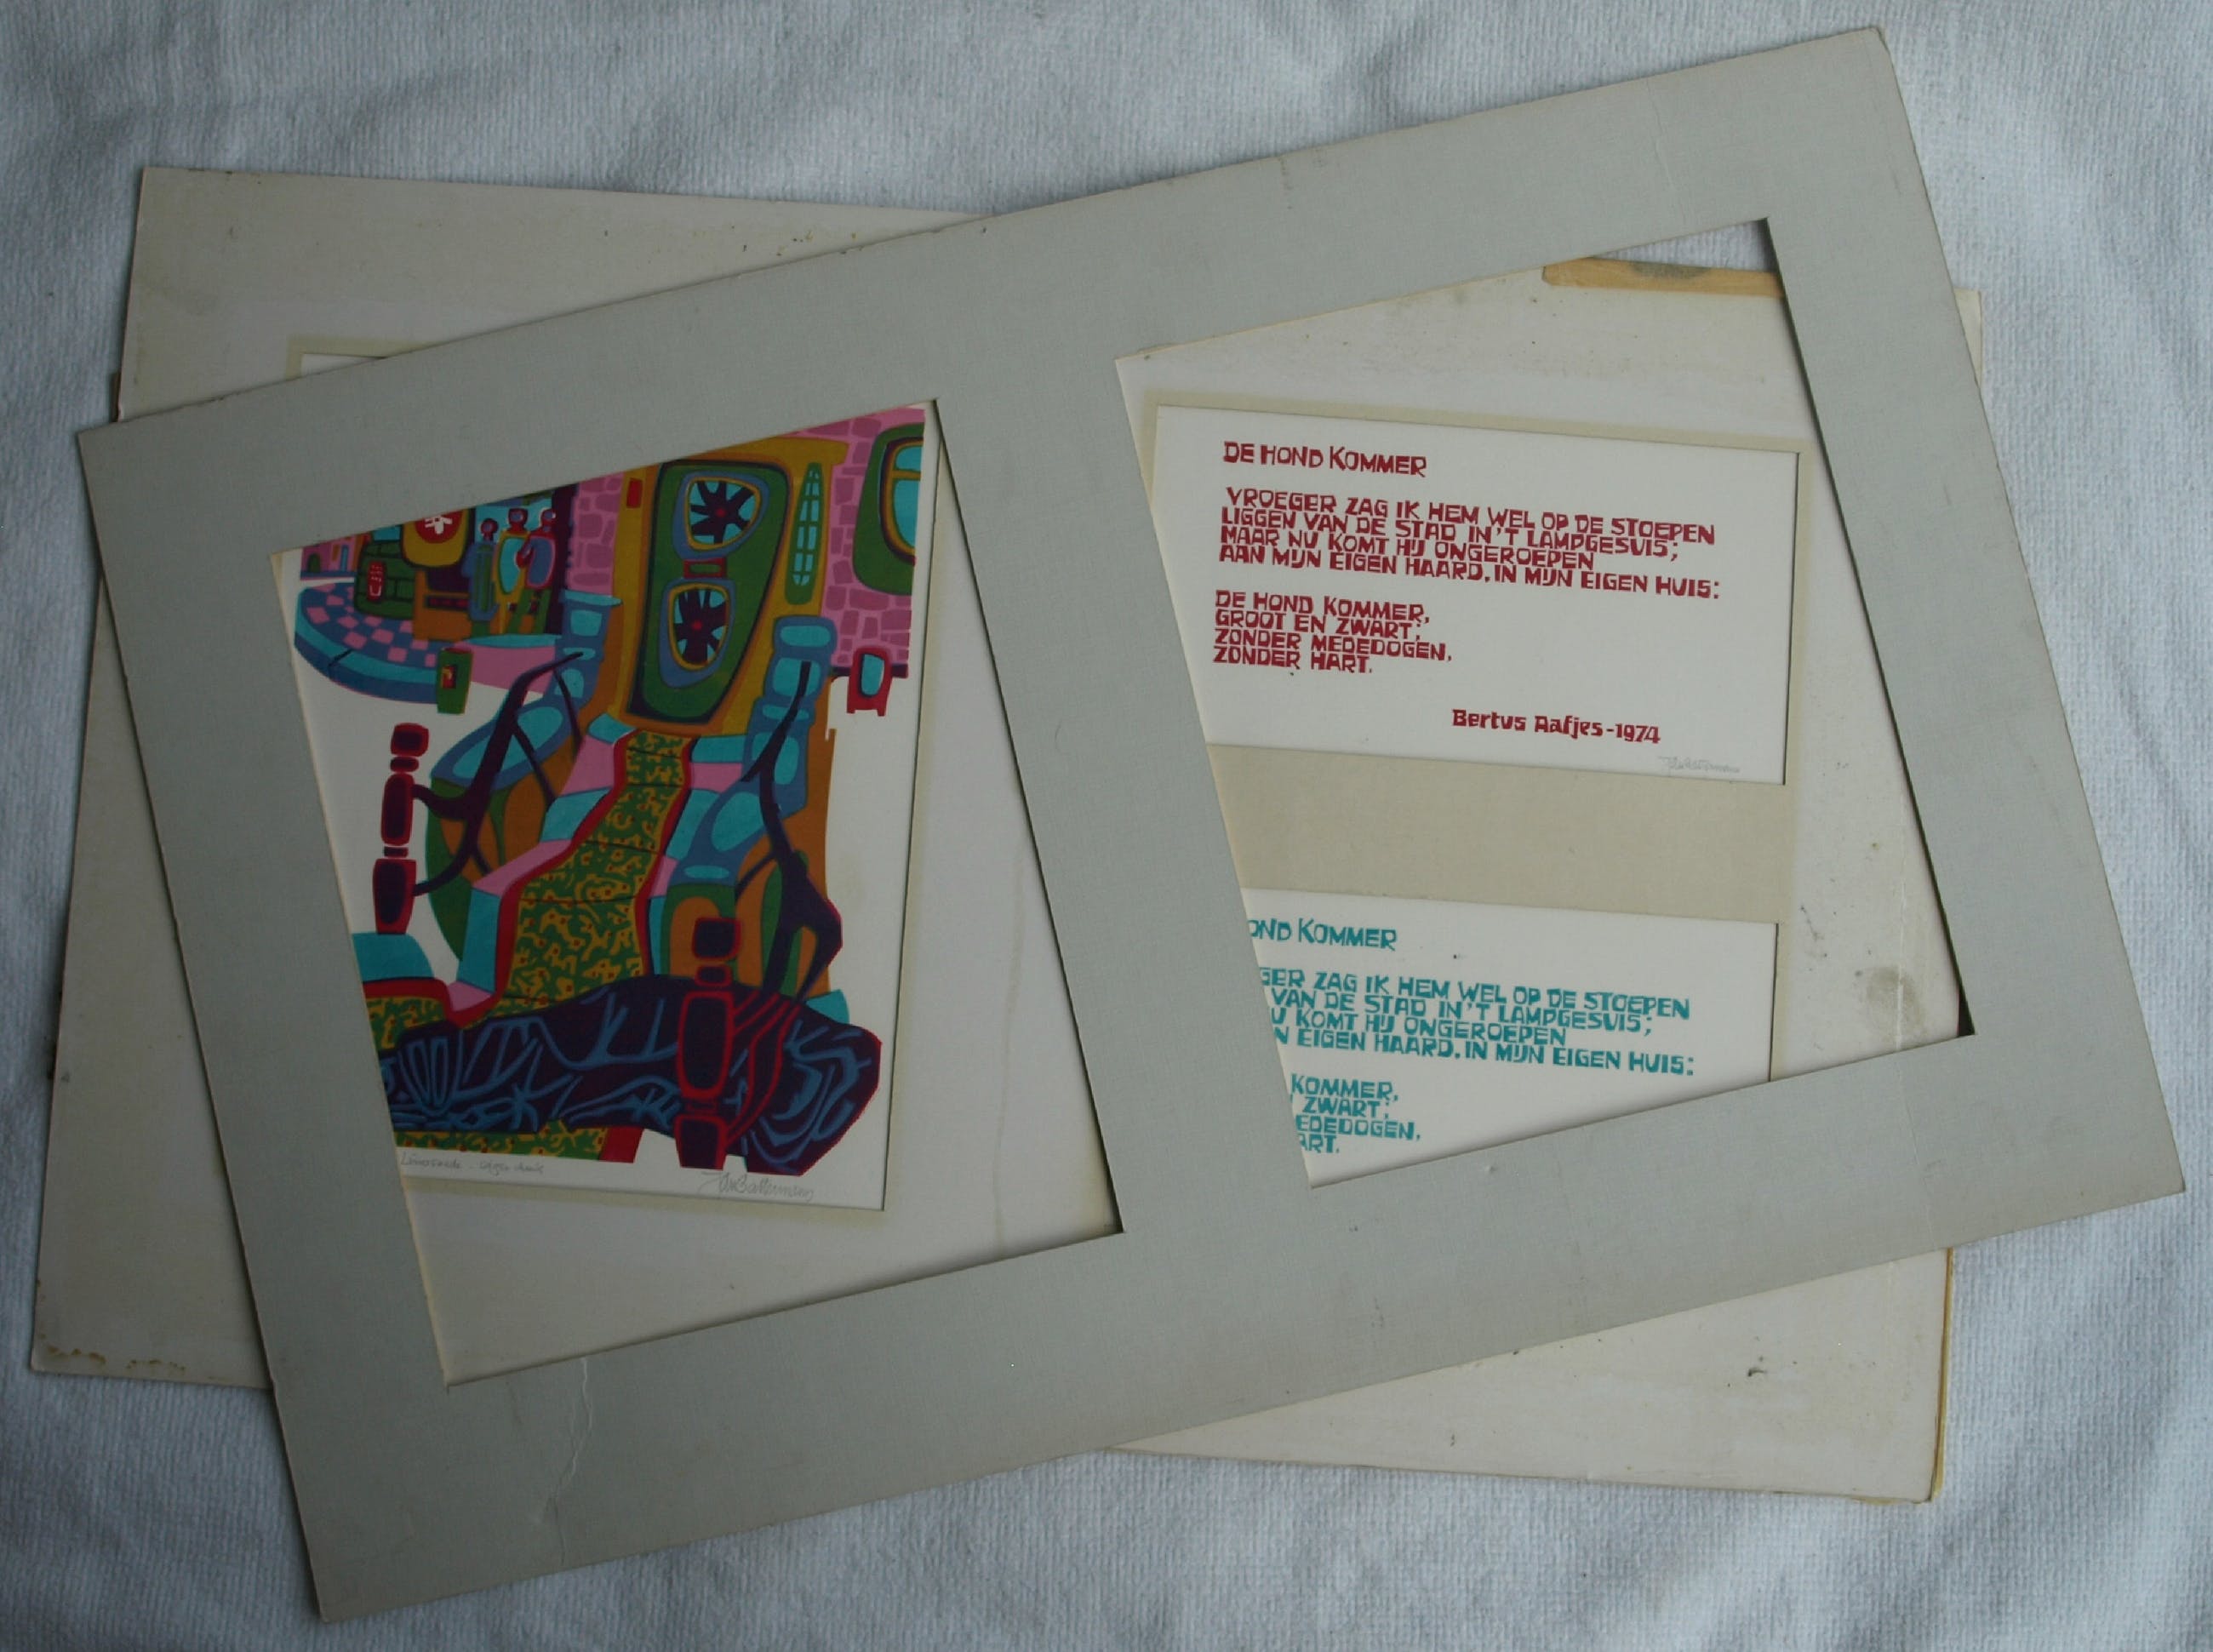 DE HOND KOMMER
VROEGER ZAG IK HEM WEL OP DE STOEPEN
LIGGEN VAN DE STAD IN'T LAMPGESUIS;
MAAR NU KOMT HIJ ONGEROEPEN
AAN MIJN EIGEN HAARD, IN MIJN EIGEN HUIS:
DE HOND KOMMER,
GROOT EN ZWART;
ZONDER MEDEDOGEN,
ZONDER HART.
Bertus Aafjes-1974
OND KOMMER
GER ZAG IK HEM WEL OP DE STOEPEN
VAN DE STAD IN'T LAMPGESUIS;
U KOMT HIJ ONGEROEPEN
N EIGEN HAARD, IN MIJN EIGEN HUIS:
KOMMER,
ZWART;
EDEDOGEN,
ART.